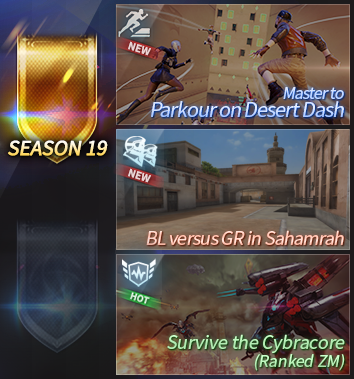 SEASON 19
NEW
Master to
Parkour on Desert Dash
NEW
BL versus GR in Sahamrah
HOT
Survive the Cybracore
(Ranked ZM)